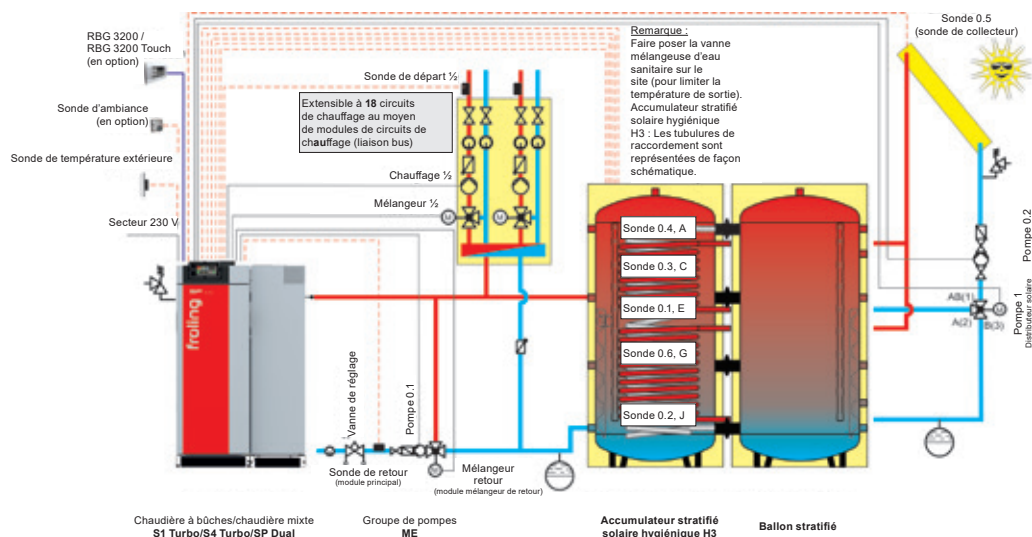 RBG 3200 /
RBG 3200 Touch
(en option)
Sonde d'ambiance
(en option)
Sonde de température extérieure
Secteur 230 V
Sonde de départ ½
Extensible à 18 circuits
de chauffage au moyen
de modules de circuits de
chauffage (liaison bus)
Chauffage ½
Mélangeur ½
M
M
Remarque :
Faire poser la vanne
mélangeuse d'eau
sanitaire sur le
site (pour limiter la
température de sortie).
Accumulateur stratifié
solaire hygiénique
H3 : Les tubulures de
raccordement sont
représentées de façon
schématique.
Sonde 0.5
(sonde de collecteur)
Sonde 0.4, A
Sonde 0.3, C
Sonde 0.1, E
Sonde 0.6, G
Sonde 0.2, J
Pompe 0.2
AB(1)
A(2)
B(3)
M
Pompe 1
Distributeur solaire
froling
Vanne de réglage
Pompe 0.1
Sonde de retour
(module principal)
M
Mélangeur
retour
(module mélangeur de retour)
Chaudière à bûches/chaudière mixte
S1 Turbo/S4 Turbo/SP Dual
Groupe de pompes
ME
Accumulateur stratifié
solaire hygiénique H3
Ballon stratifié